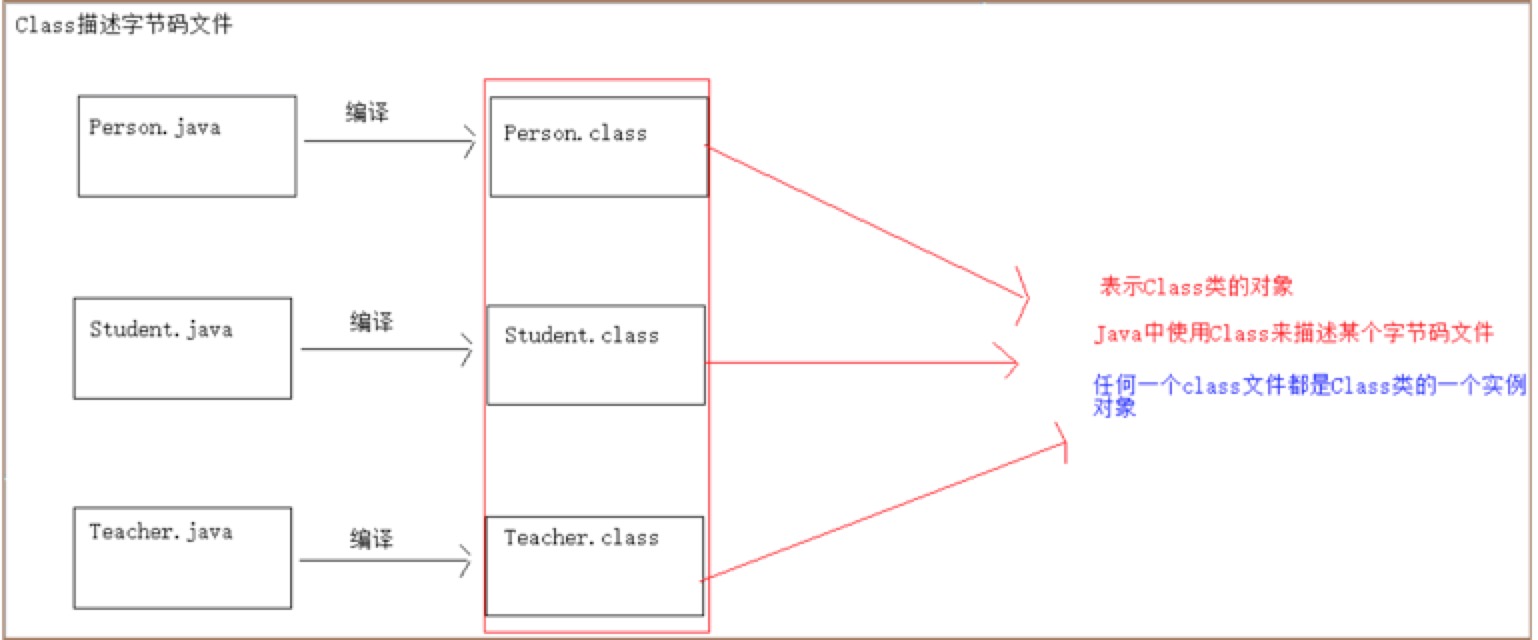 Class描述字节码文件
Person.java
编译
Person.class
Student.java
编译
Student.class
Teacher.java
编译
Teacher.class
表示Class类的对象
Java中使用Class来描述某个字节码文件
任何一个class文件都是Class类的一个实例
对象